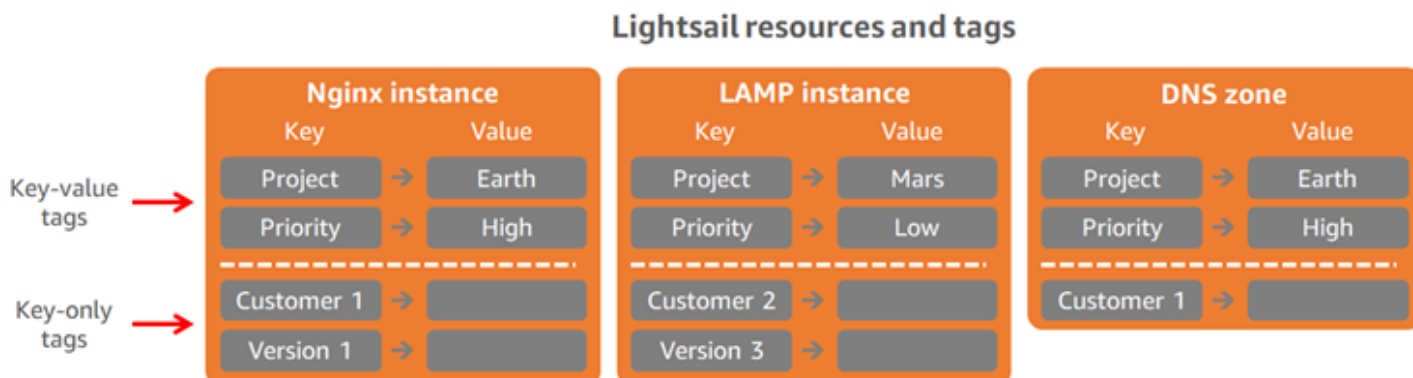 Lightsail resources and tags
Nginx instance LAMP instance DNS zone
Key Value Key Value Key Value
Key-value
tags
Project → Earth Project → Mars Project → Earth
Priority → High Priority → Low Priority → High
Key-only
tags
Customer 1 → Customer 2 → Customer 1 →
Version 1 → Version 3 →